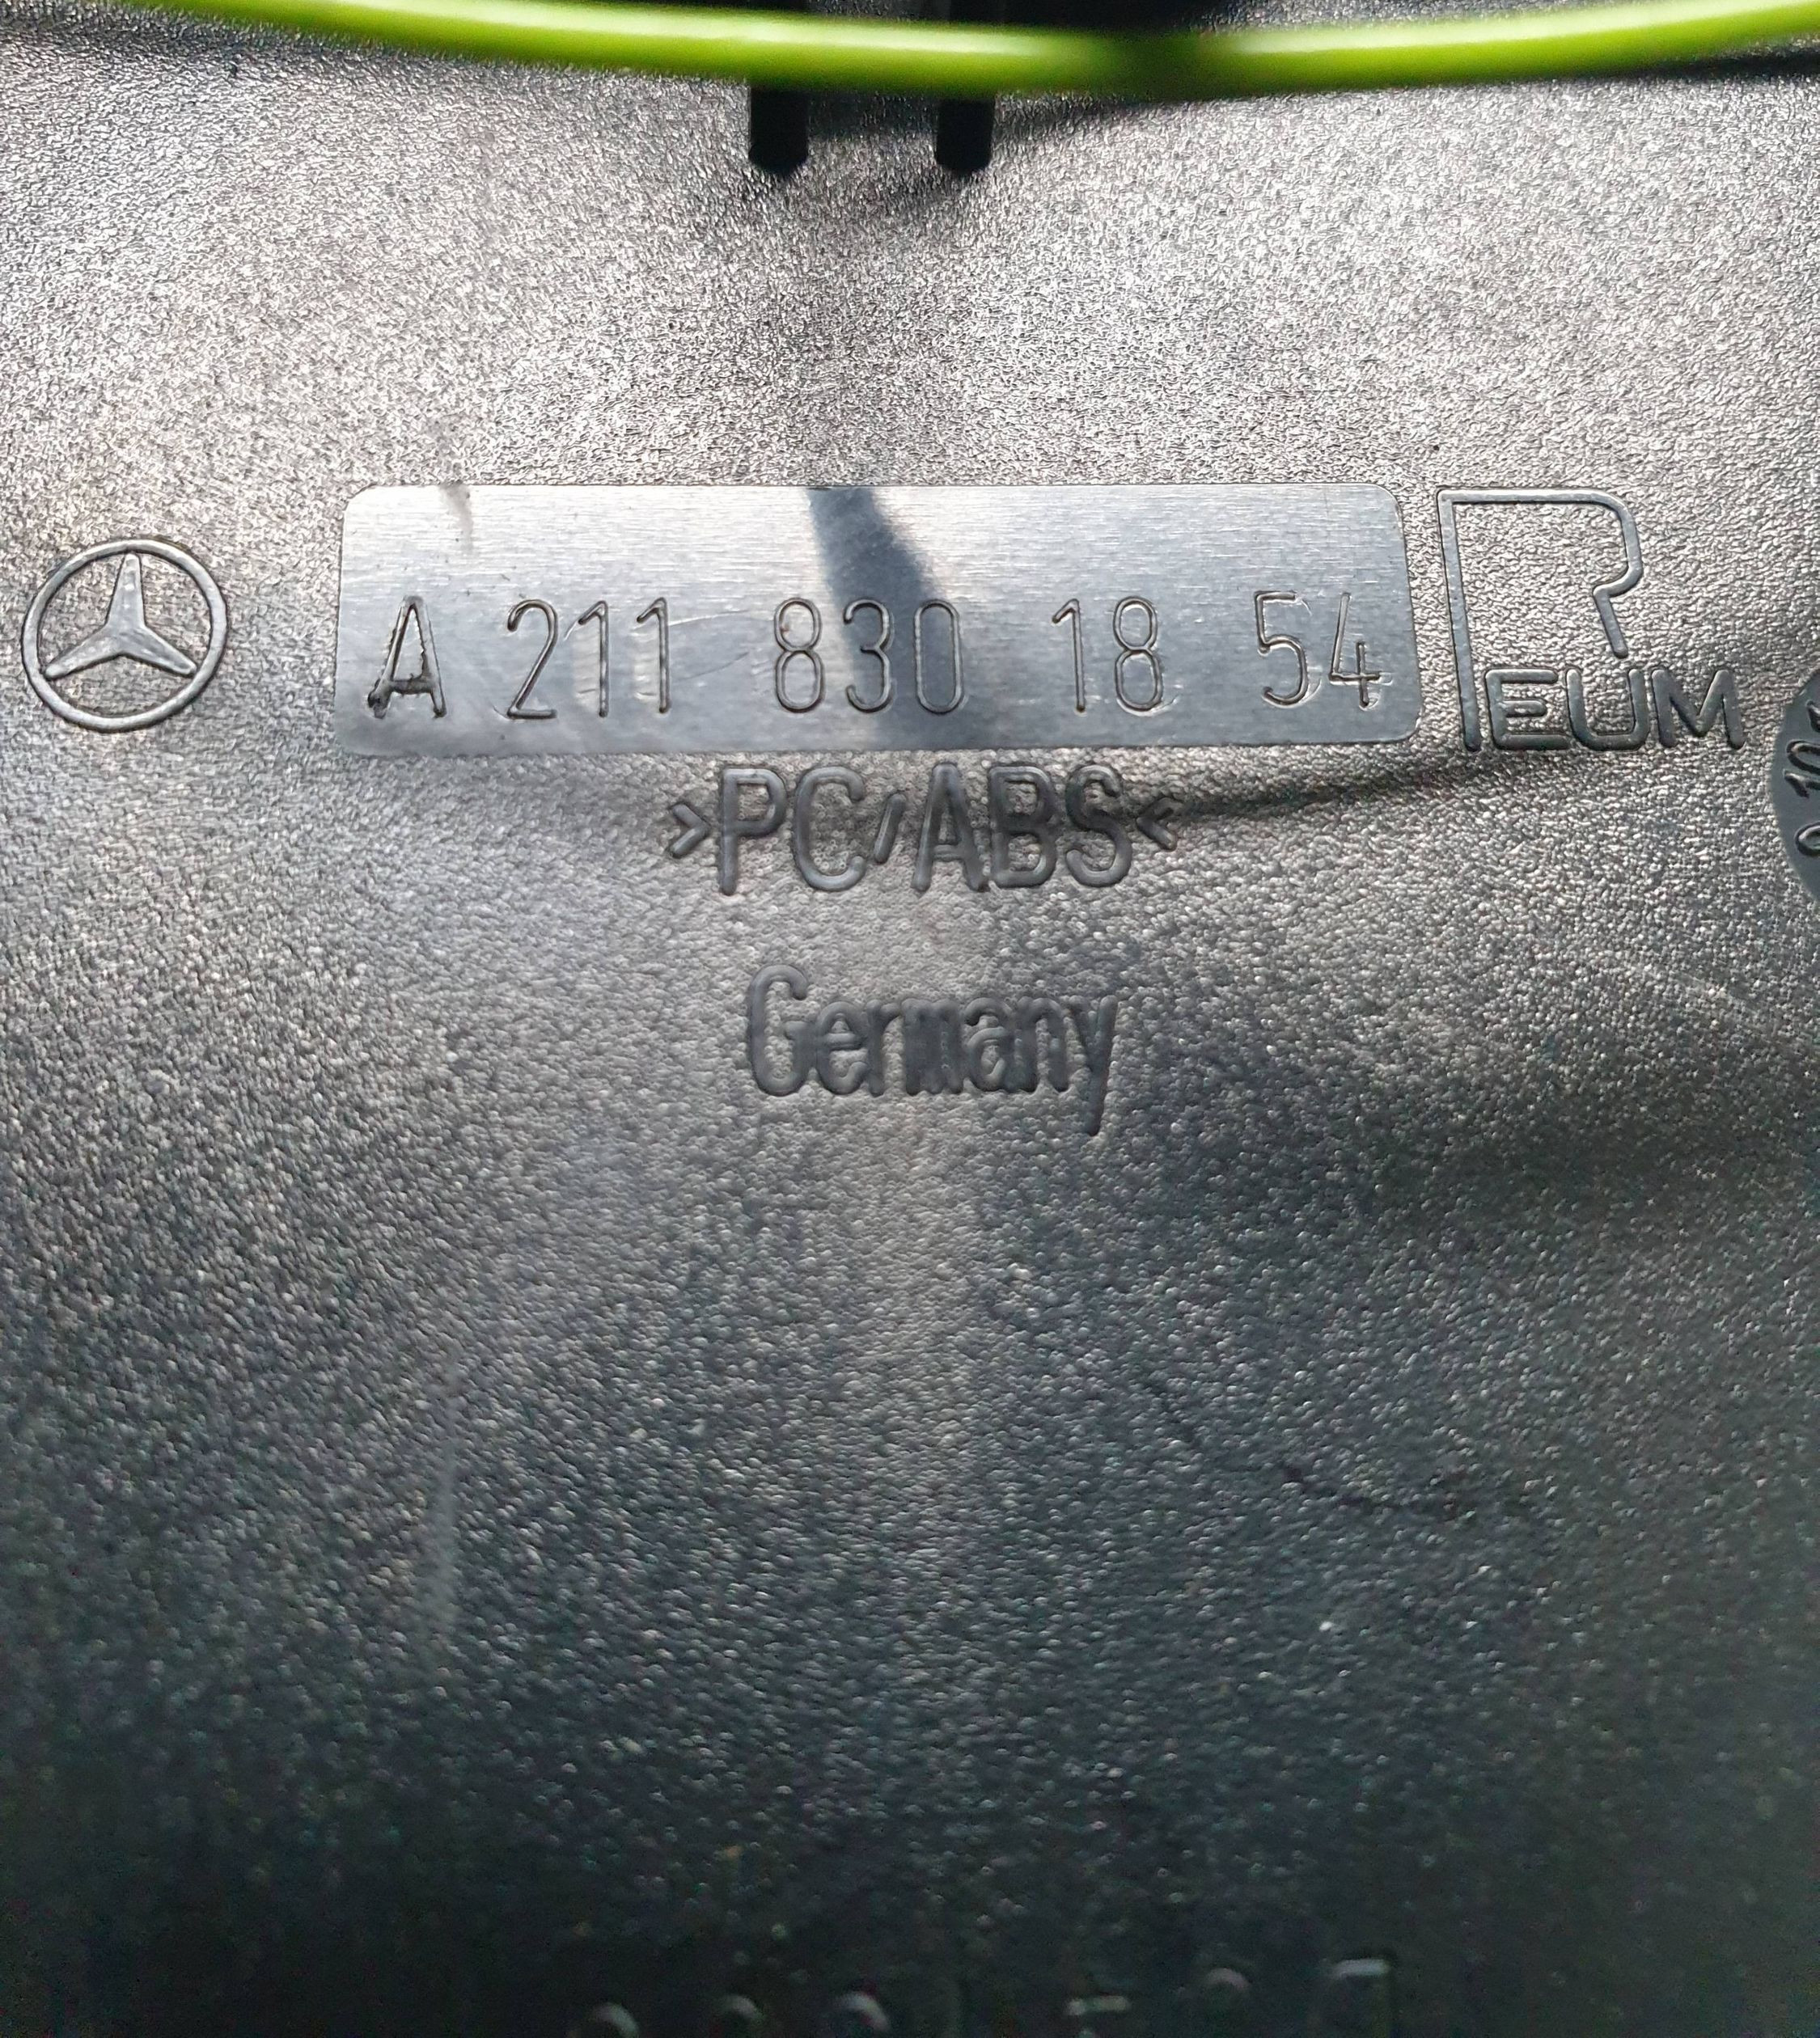 A 211 830 18 54
REUM
>PC/ABS<
Germany